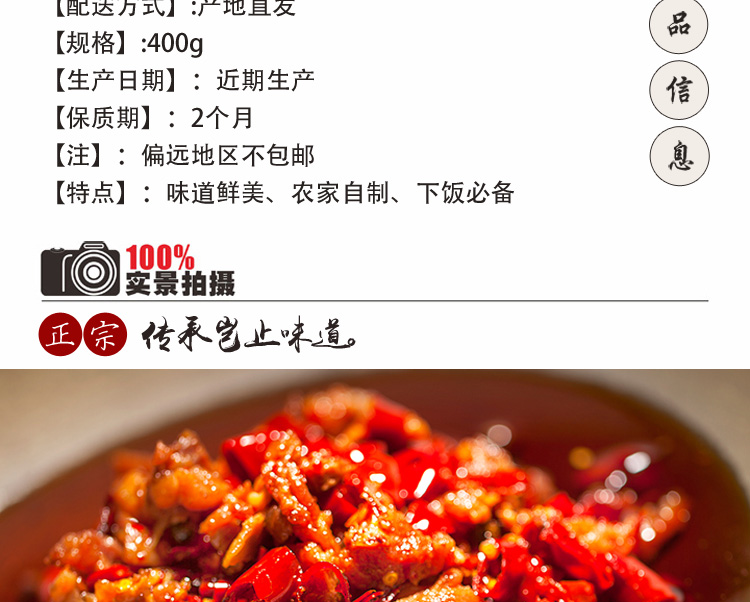 【配送方式】:产地直发
【规格】:400g
【生产日期】：近期生产
【保质期】：2个月
【注】：偏远地区不包邮
【特点】：味道鲜美、农家自制、下饭必备
品
信
息
100%
实景拍摄
正宗 传承岂止味道。